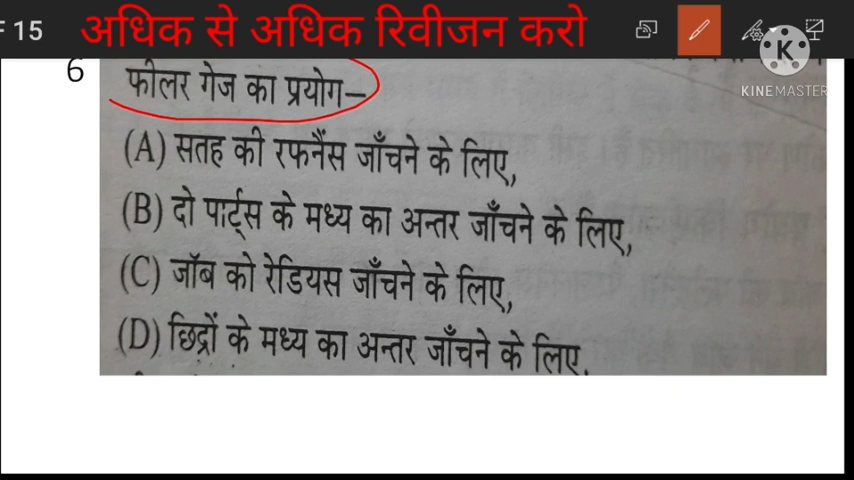 F 15 अधिक से अधिक रिवीजन करो
K
KINEMASTER
6 फीलर गेज का प्रयोग–
(A) सतह की रफनैंस जाँचने के लिए,
(B) दो पार्ट्स के मध्य का अन्तर जाँचने के लिए,
(C) जॉब को रेडियस जाँचने के लिए,
(D) छिद्रों के मध्य का अन्तर जाँचने के लिए.